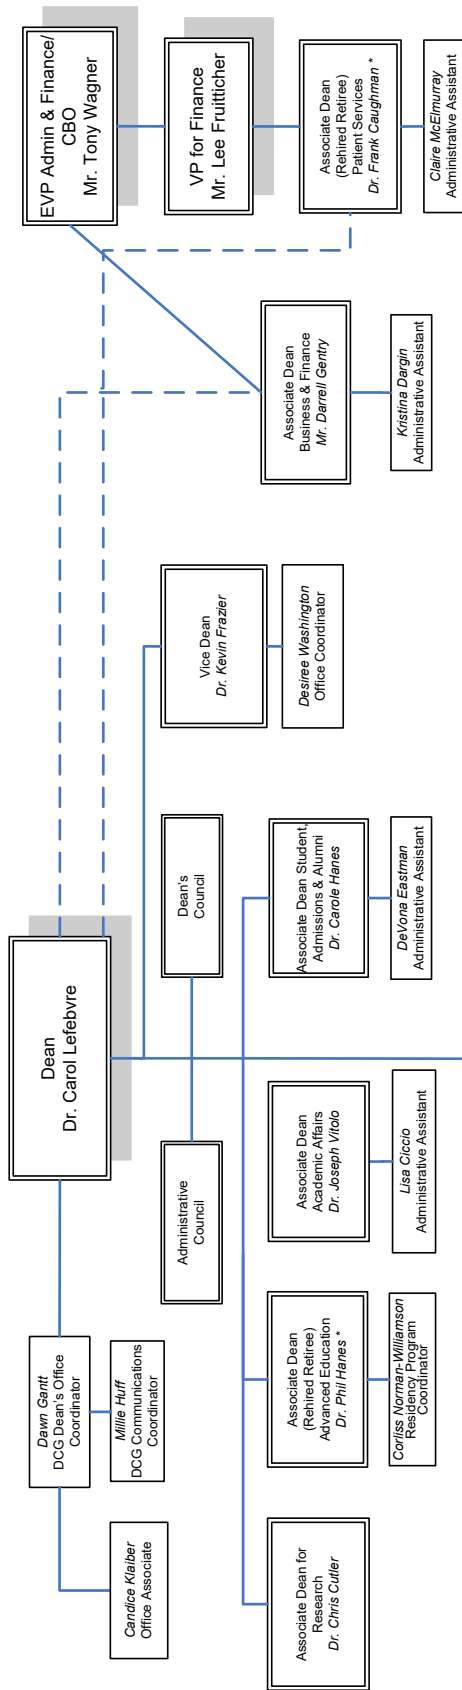 Dean
Dr. Carol Lefebvre
EVP Admin & Finance/
CBO
Mr. Tony Wagner
Dawn Gantt
DCG Dean's Office
Coordinator
Millie Huff
DCG Communications
Coordinator
Candice Klaiber
Office Associate
Administrative
Council
Dean's
Council
Vice Dean
Dr. Kevin Frazier
Desiree Washington
Office Coordinator
VP for Finance
Mr. Lee Fruitticher
Associate Dean for
Research
Dr. Chris Cutler
Associate Dean
(Rehired Retiree)
Advanced Education
Dr. Phil Hanes *
Corliss Norman-Williamson
Residency Program
Coordinator
Associate Dean
Academic Affairs
Dr. Joseph Vitolo
Lisa Ciccio
Administrative Assistant
Associate Dean Student,
Admissions & Alumni
Dr. Carole Hanes
DeVona Eastman
Administrative Assistant
Associate Dean
Business & Finance
Mr. Darrell Gentry
Kristina Dargin
Administrative Assistant
Associate Dean
(Rehired Retiree)
Patient Services
Dr. Frank Caughman *
Claire McElmurray
Administrative Assistant